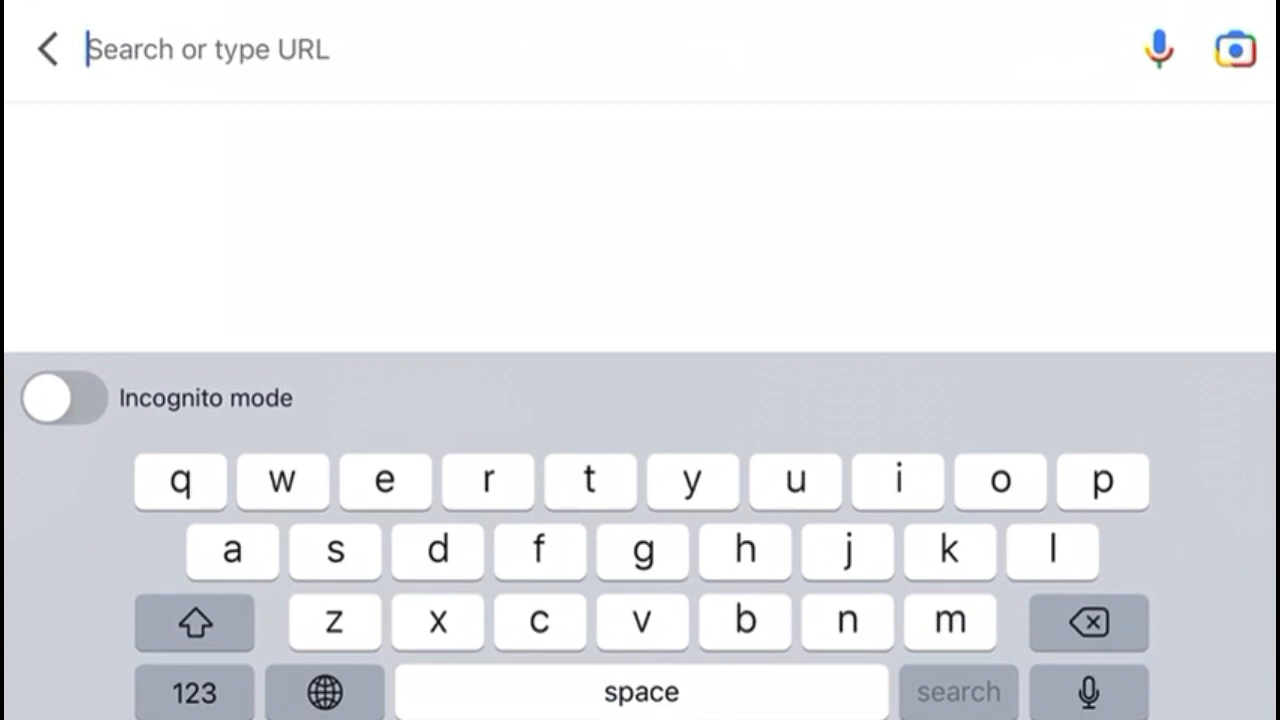 Search or type URL
Incognito mode
q w e r t y u i o p
a s d f g h j k l
z x c v b n m
123 space search